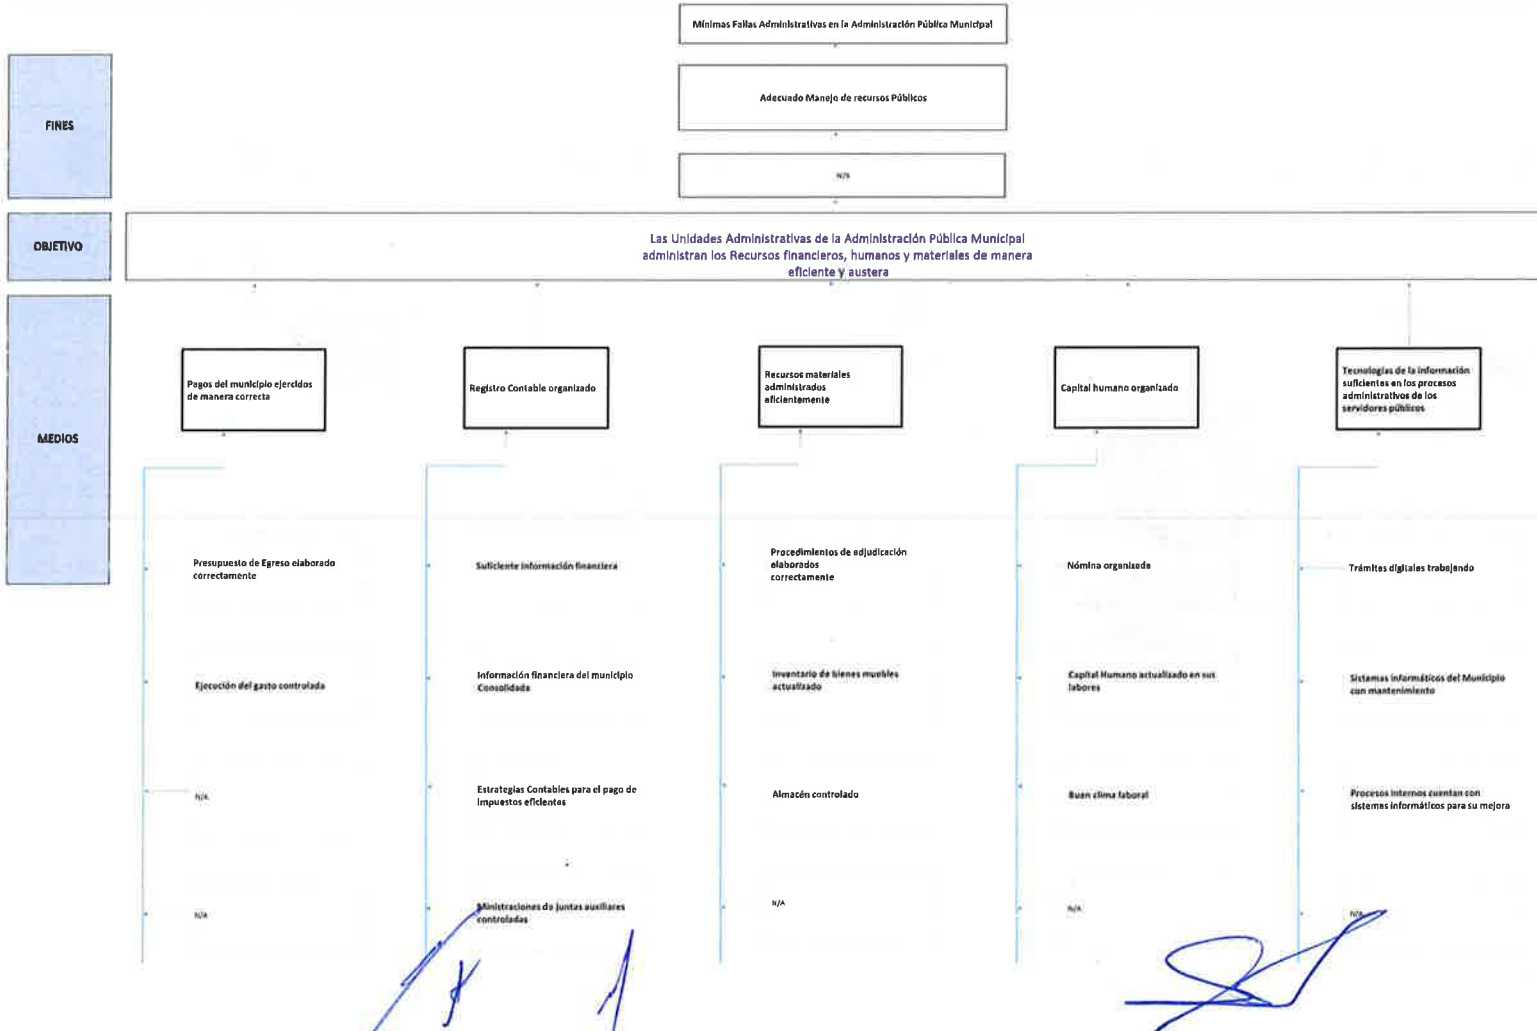 Mínimas Fallas Administrativas en la Administración Pública Municipal
FINES
Adecuado Manejo de recursos Públicos
N/A
OBJETIVO
Las Unidades Administrativas de la Administración Pública Municipal
administran los Recursos financieros, humanos y materiales de manera
eficiente y austera
MEDIOS
Pagos del municipio ejercidos
de manera correcta
Registro Contable organizado
Recursos materiales
administrados
eficientemente
Capital humano organizado
Tecnologías de la información
suficientes en los procesos
administrativos de los
servidores públicos
Presupuesto de Egreso elaborado
correctamente
Suficiente información financiera
Procedimientos de adjudicación
elaborados
correctamente
Nómina organizada
Trámites digitales trabajando
Ejecución del gasto controlada
Información financiera del municipio
Consolidada
Inventario de bienes muebles
actualizado
Capital Humano actualizado en sus
labores
Sistemas informáticos del Municipio
con mantenimiento
N/A
Estrategias Contables para el pago de
impuestos eficientes
Almacén controlado
Buen clima laboral
Procesos internos cuentan con
sistemas informáticos para su mejora
N/A
Ministraciones de juntas auxiliares
controladas
N/A
N/A
N/A